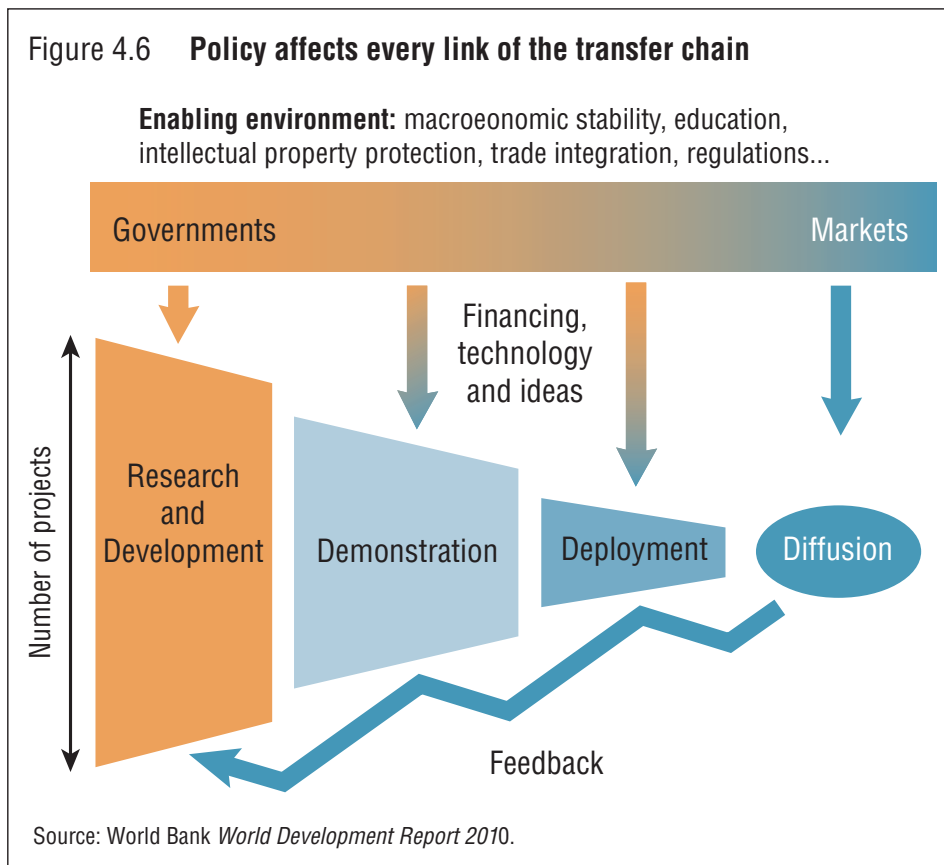 Figure 4.6 Policy affects every link of the transfer chain
Enabling environment: macroeonomic stability, education,
intellectual property protection, trade integration, regulations...
Governments
Markets
Financing,
technology
and ideas
Number of projects
Research
and
Development
Demonstration
Deployment
Diffusion
Feedback
Source: World Bank World Development Report 2010.